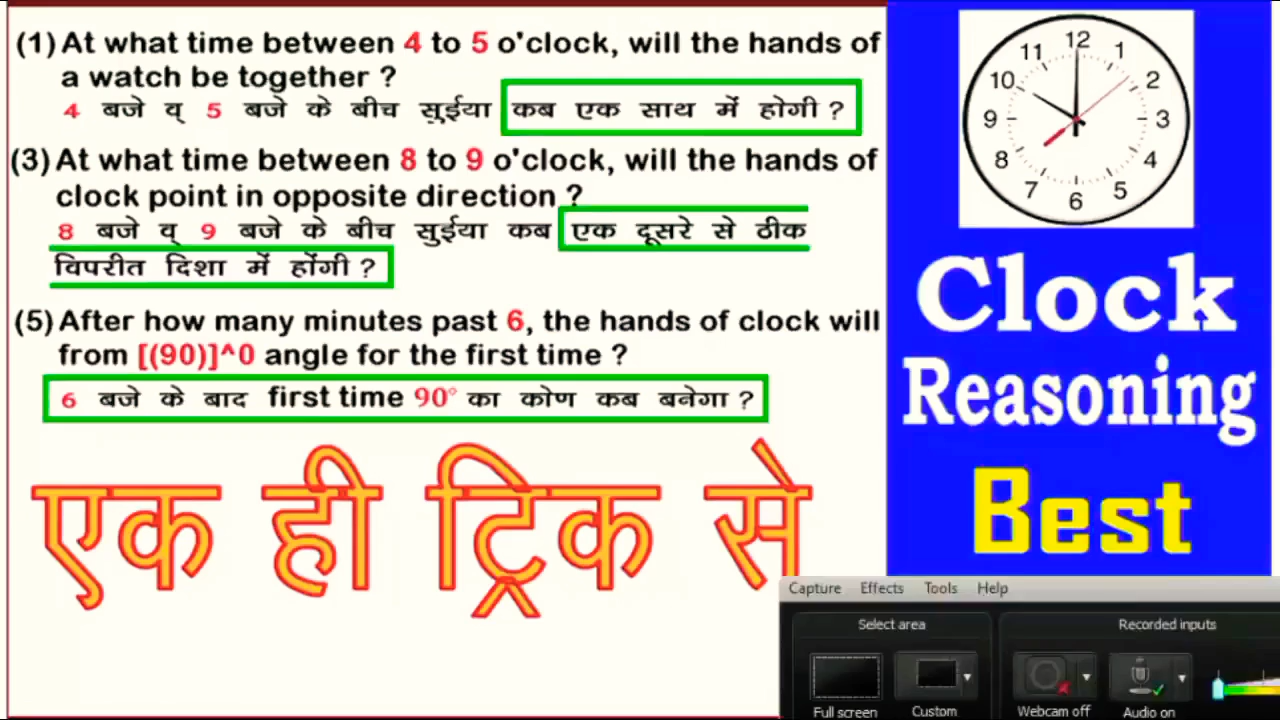 (1) At what time between 4 to 5 o'clock, will the hands of
a watch be together ?
4 बजे व् 5 बजे के बीच सुईया कब एक साथ में होगी ?
(3) At what time between 8 to 9 o'clock, will the hands of
clock point in opposite direction ?
8 बजे व् 9 बजे के बीच सुईया कब एक दूसरे से ठीक
विपरीत दिशा में होंगी ?
(5) After how many minutes past 6, the hands of clock will
from [(90)]^0 angle for the first time ?
6 बजे के बाद first time 90° का कोण कब बनेगा ?
एक ही ट्रिक से
12
1
2
3
4
5
6
7
8
9
10
11
Clock
Reasoning
Best
Capture Effects Tools Help
Select area Recorded inputs
Full screen Custom Webcam off Audio on